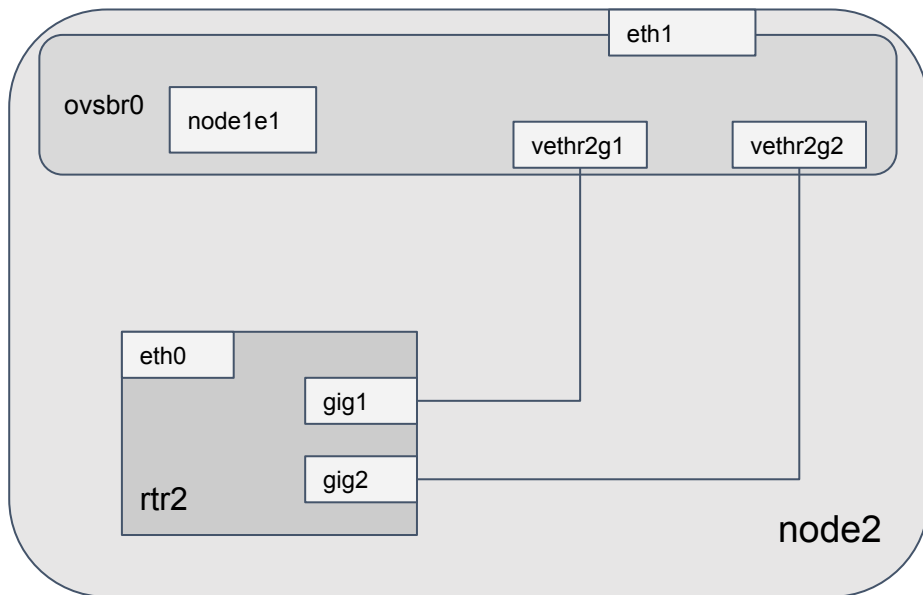 eth1
ovsbr0
node1e1
vethr2g1
vethr2g2
eth0
gig1
gig2
rtr2
node2